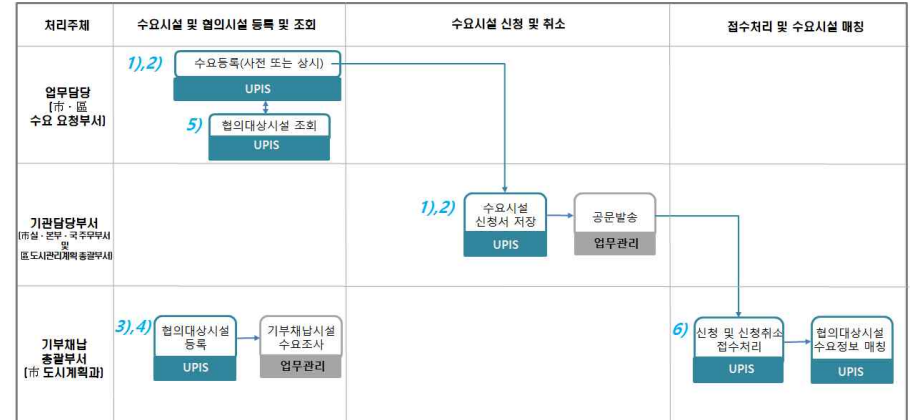 처리주체
수요시설 및 협의시설 등록 및 조회
수요시설 신청 및 취소
접수처리 및 수요시설 매칭
업무담당
(市·區
수요 요청부서)
1),2)
수요등록(사전 또는 상시)
UPIS
5)
협의대상시설 조회
UPIS
기관담당부서
(市실·본부·국 주무부서
및
區 도시관리계획 총괄부서)
1),2)
수요시설
신청서 저장
UPIS
공문발송
업무관리
기부채납
총괄부서
(市 도시계획과)
3),4)
협의대상시설
등록
UPIS
기부채납시설
수요조사
업무관리
6)
신청 및 신청취소
접수처리
UPIS
협의대상시설
수요정보 매칭
UPIS